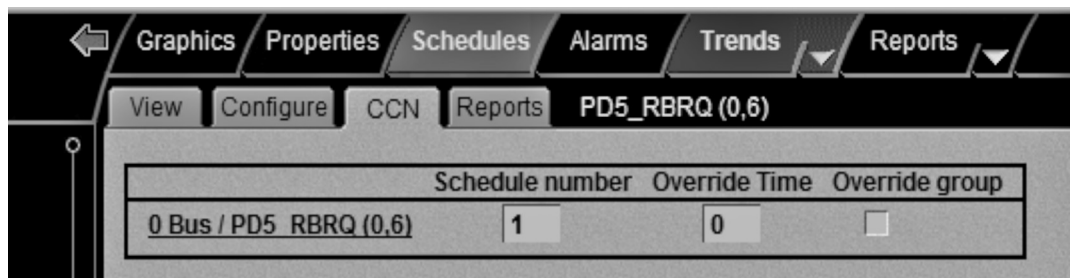 Graphics Properties Schedules Alarms Trends Reports
View Configure CCN Reports PD5_RBRQ (0,6)
Schedule number Override Time Override group
0 Bus / PD5_RBRQ (0,6) 1 0